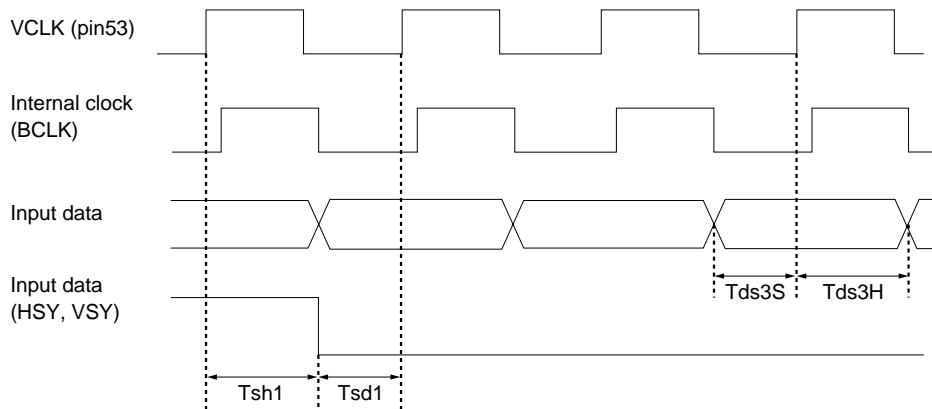 VCLK (pin53)
Internal clock
(BCLK)
Input data
Input data
(HSY, VSY)
Tds3S
Tds3H
Tsh1
Tsd1